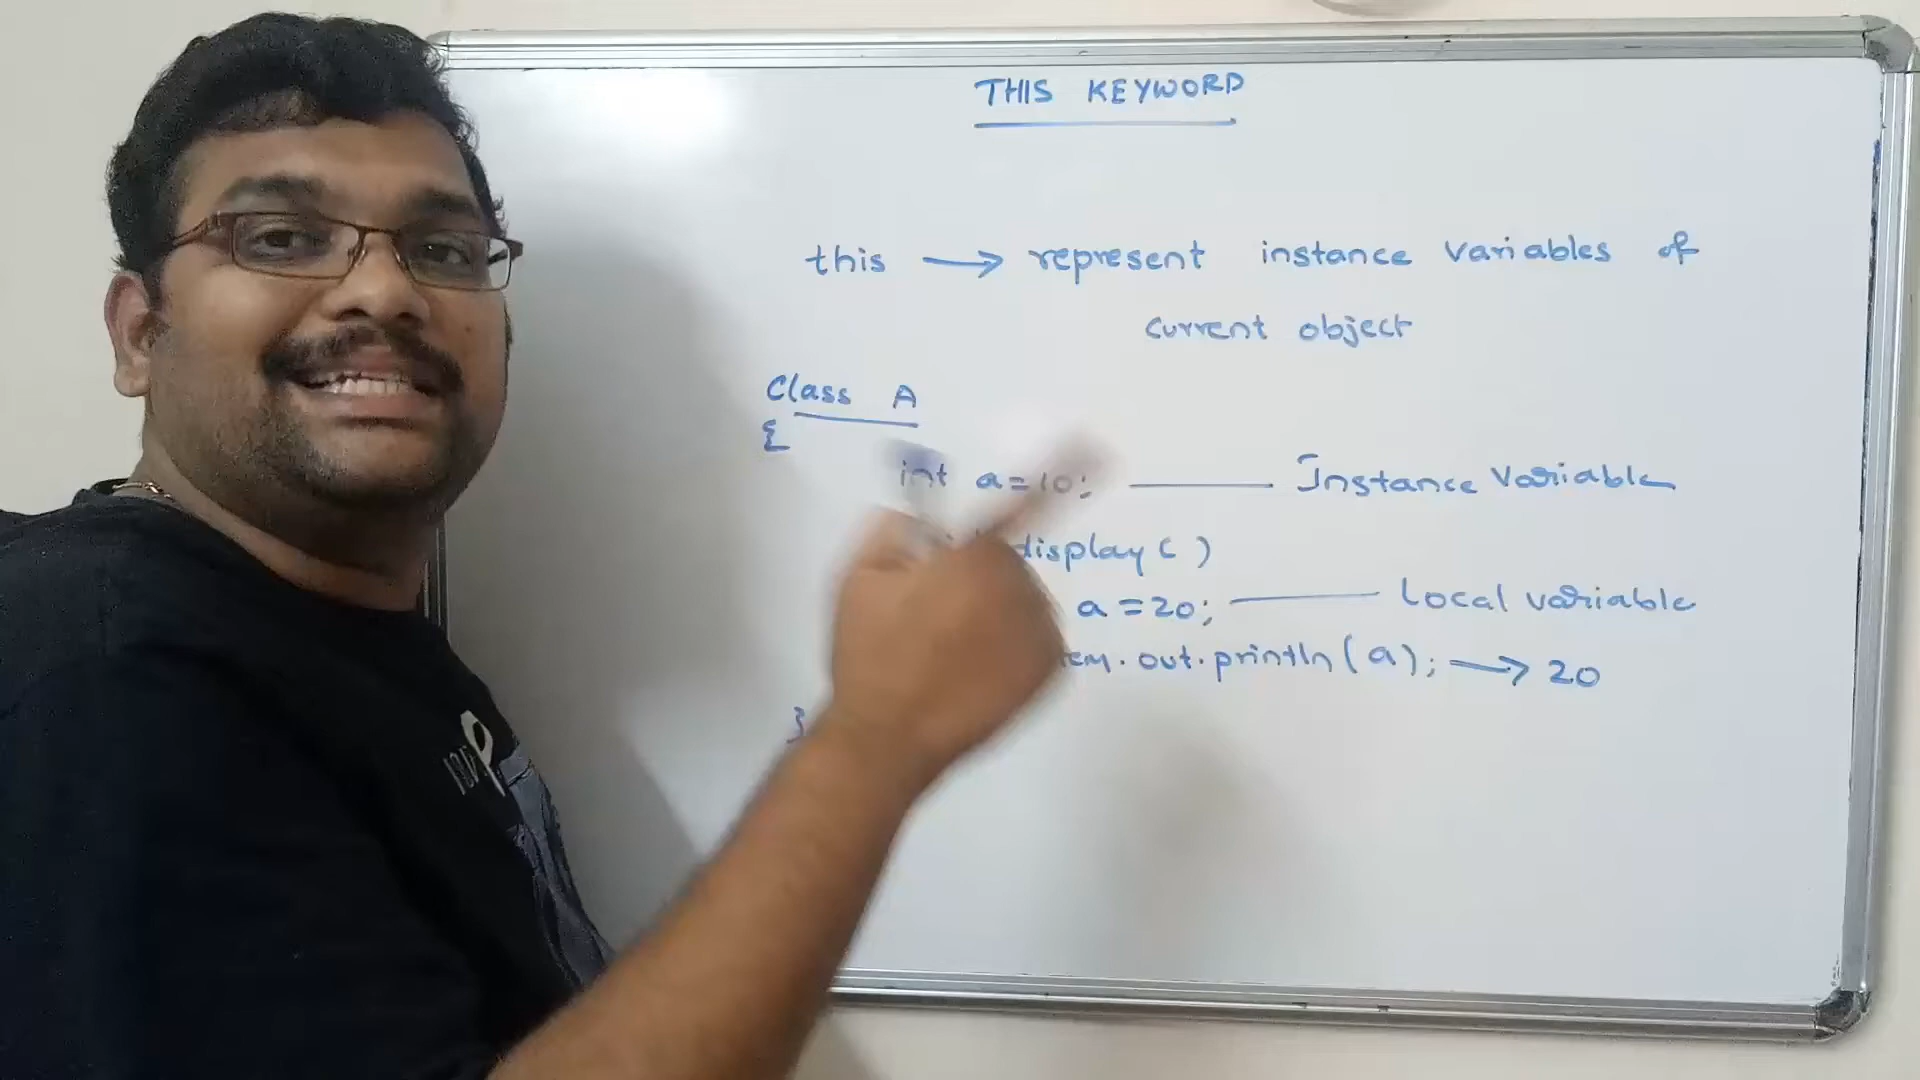 THIS KEYWORD
this → represent instance variables of
current object
Class A
{
int a=10; — Instance Variable
display( )
a=20; — Local variable
em.out.println(a); → 20
}